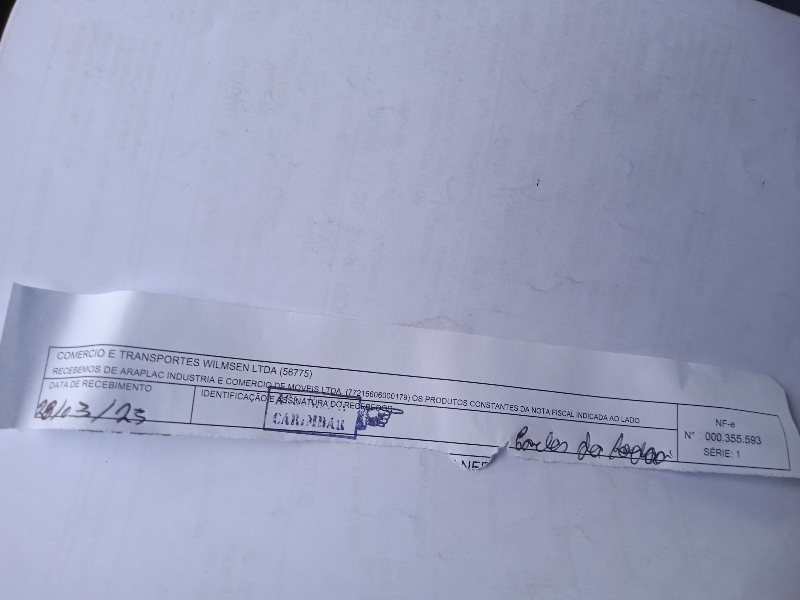 COMERCIO E TRANSPORTES WILMSEN LTDA (56775)
RECEBEMOS DE ARAPLAC INDUSTRIA E COMERCIO DE MOVEIS LTDA. (77215606000179) OS PRODUTOS CONSTANTES DA NOTA FISCAL INDICADA AO LADO
DATA DE RECEBIMENTO
/03/23
IDENTIFICAÇÃO E ASSINATURA DO RECEBEDOR
CARIMBAR
NF-e
N° 000.355.593
SÉRIE: 1